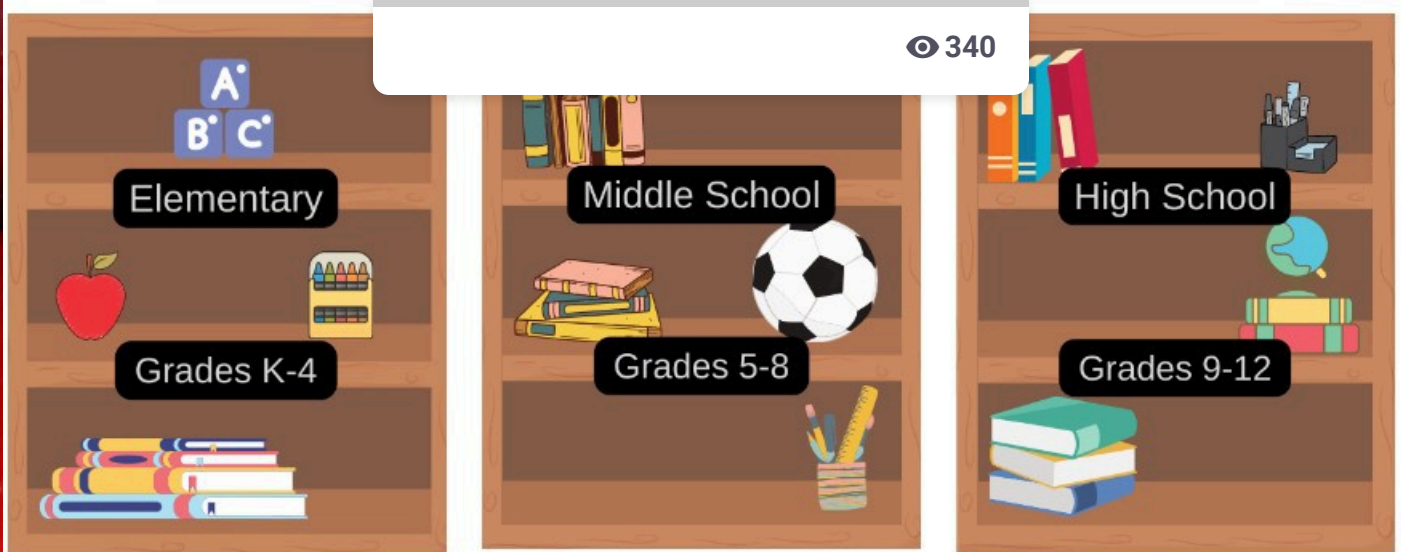 340
A
B C
Elementary
Grades K-4
Middle School
Grades 5-8
High School
Grades 9-12